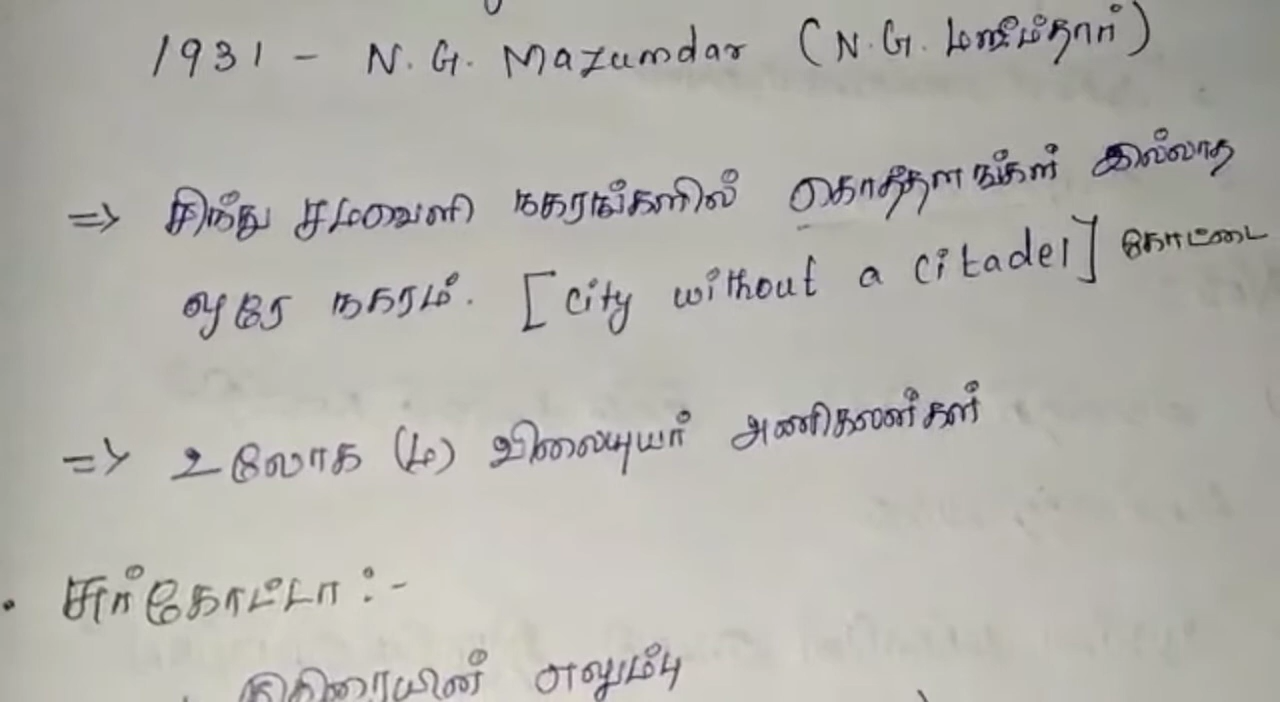 1931 - N. G. Mazumdar (N.G. மஜீம்தார்)
=> சிந்து சமவெளி நகரங்களில் கொத்தளங்கள் இல்லாத
ஒரே நகரம். [City without a citadel] கோட்டை
=> உலோக (ம) விலையுயர் அணிகலன்கள்
• சுர்கோட்டா :-
குதிரையின் எலும்பு